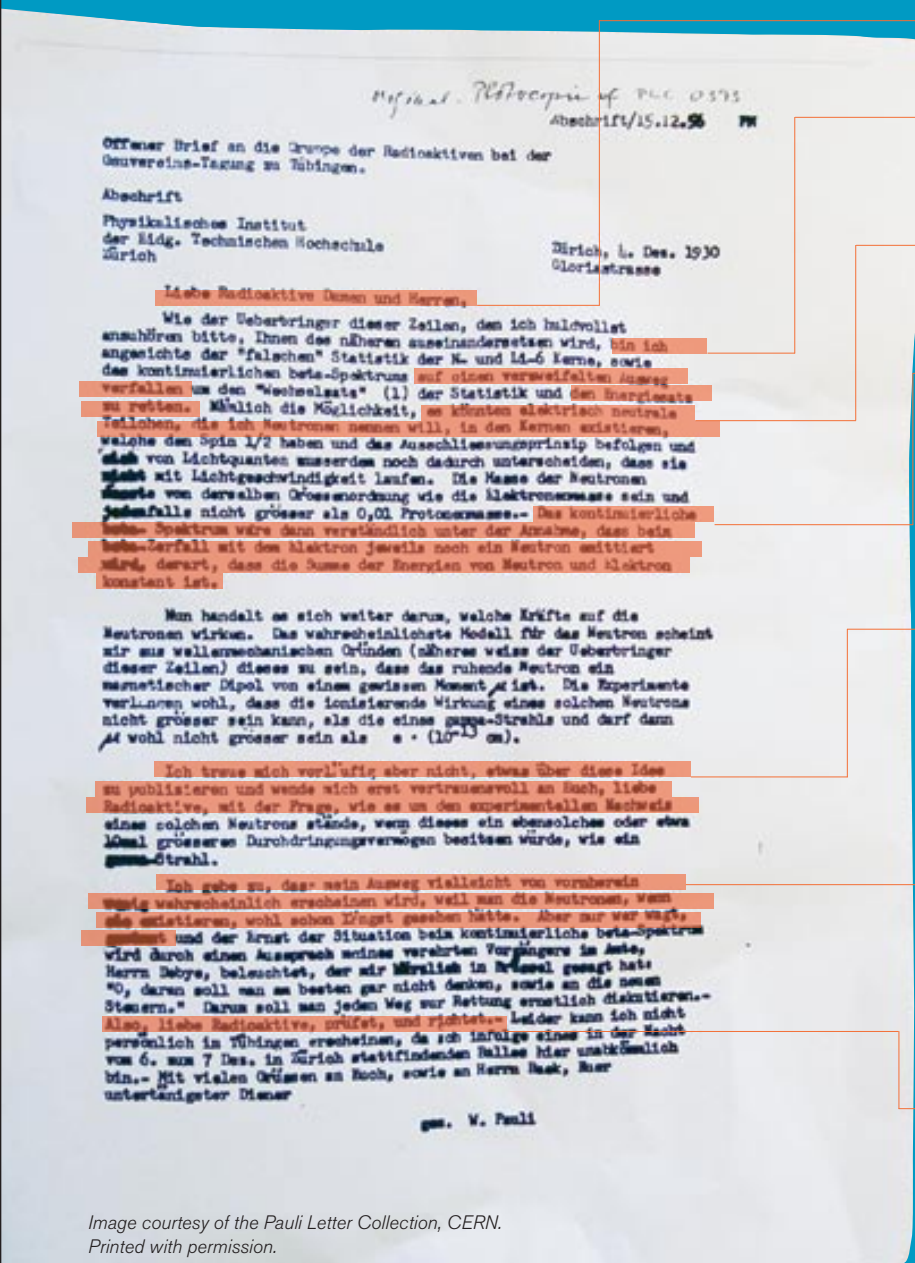 Original - Photocopie of PLC 0393
Abschrift/15.12.56 PM
Offener Brief an die Gruppe der Radioaktiven bei der
Gauvereins-Tagung zu Tübingen.
Abschrift
Physikalisches Institut
der Eidg. Technischen Hochschule
Zürich
Zürich, 4. Des. 1930
Gloriastrasse
Liebe Radioaktive Damen und Herren,
Wie der Ueberbringer dieser Zeilen, den ich huldvollst
anzuhören bitte, Ihnen des näheren auseinandersetzen wird, bin ich
angesichts der "falschen" Statistik der N- und Li-6 Kerne, sowie
des kontinuierlichen beta-Spektrums auf einen verzweifelten Ausweg
verfallen um den "Wechselsatz" (1) der Statistik und den Energiesatz
zu retten. Nämlich die Möglichkeit, es könnten elektrisch neutrale
Teilchen, die ich Neutronen nennen will, in den Kernen existieren,
welche den Spin 1/2 haben und das Ausschliessungsprinzip befolgen und
sich von Lichtquanten ausserdem noch dadurch unterscheiden, dass sie
nicht mit Lichtgeschwindigkeit laufen. Die Masse der Neutronen
von derselben Grössenordnung wie die Elektronenmasse sein und
jedenfalls nicht grösser als 0,01 Protonenmasse.- Das kontinuierliche
beta- Spektrum wäre dann verständlich unter der Annahme, dass beim
beta-Zerfall mit dem Elektron jeweils noch ein Neutron emittiert
wird, derart, dass die Summe der Energien von Neutron und Elektron
konstant ist.
Nun handelt es sich weiter darum, welche Kräfte auf die
Neutronen wirken. Das wahrscheinlichste Modell für das Neutron scheint
mir aus wellenmechanischen Gründen (näheres weiss der Ueberbringer
dieser Zeilen) dieses zu sein, dass das ruhende Neutron ein
magnetischer Dipol von einem gewissen Moment μ ist. Die Experimente
verlangen wohl, dass die ionisierende Wirkung eines solchen Neutrons
nicht grösser sein kann, als die eines gamma-Strahls und darf dann
μ wohl nicht grösser sein als e · (10⁻¹³ cm).
Ich traue mich vorläufig aber nicht, etwas über diese Idee
zu publizieren und wende mich erst vertrauensvoll an Euch, liebe
Radioaktive, mit der Frage, wie es um den experimentellen Nachweis
eines solchen Neutrons stände, wenn dieses ein ebensolches oder etwa
10mal grösseres Durchdringungsvermögen besitzen würde, wie ein
gamma-Strahl.
Ich gebe zu, dass mein Ausweg vielleicht von vornherein
wenig wahrscheinlich erscheinen wird, weil man die Neutronen, wenn
sie existieren, wohl schon längst gesehen hätte. Aber nur wer wagt,
gewinnt und der Ernst der Situation beim kontinuierliche beta-Spektrum
wird durch einen Ausspruch meines verehrten Vorgängers im Amte,
Herrn Debye, beleuchtet, der mir kürzlich in Brüssel gesagt hat:
"O, daran soll man am besten gar nicht denken, sowie an die neuen
Steuern." Darum soll man jeden Weg zur Rettung ernstlich diskutieren.-
Also, liebe Radioaktive, prüfet, und richtet.- Leider kann ich nicht
persönlich in Tübingen erscheinen, da ich infolge eines in der Nacht
vom 6. zum 7 Des. in Zürich stattfindenden Balles hier unabkömmlich
bin.- Mit vielen Grüssen an Euch, sowie an Herrn Back, Euer
untertänigster Diener
ges. W. Pauli
Image courtesy of the Pauli Letter Collection, CERN.
Printed with permission.